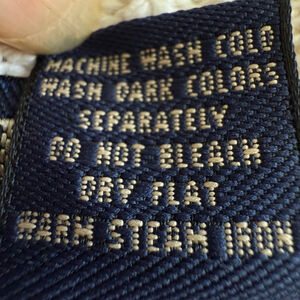 MACHINE WASH COLD
WASH DARK COLORS
SEPARATELY
DO NOT BLEACH
DRY FLAT
WARM STEAM IRON